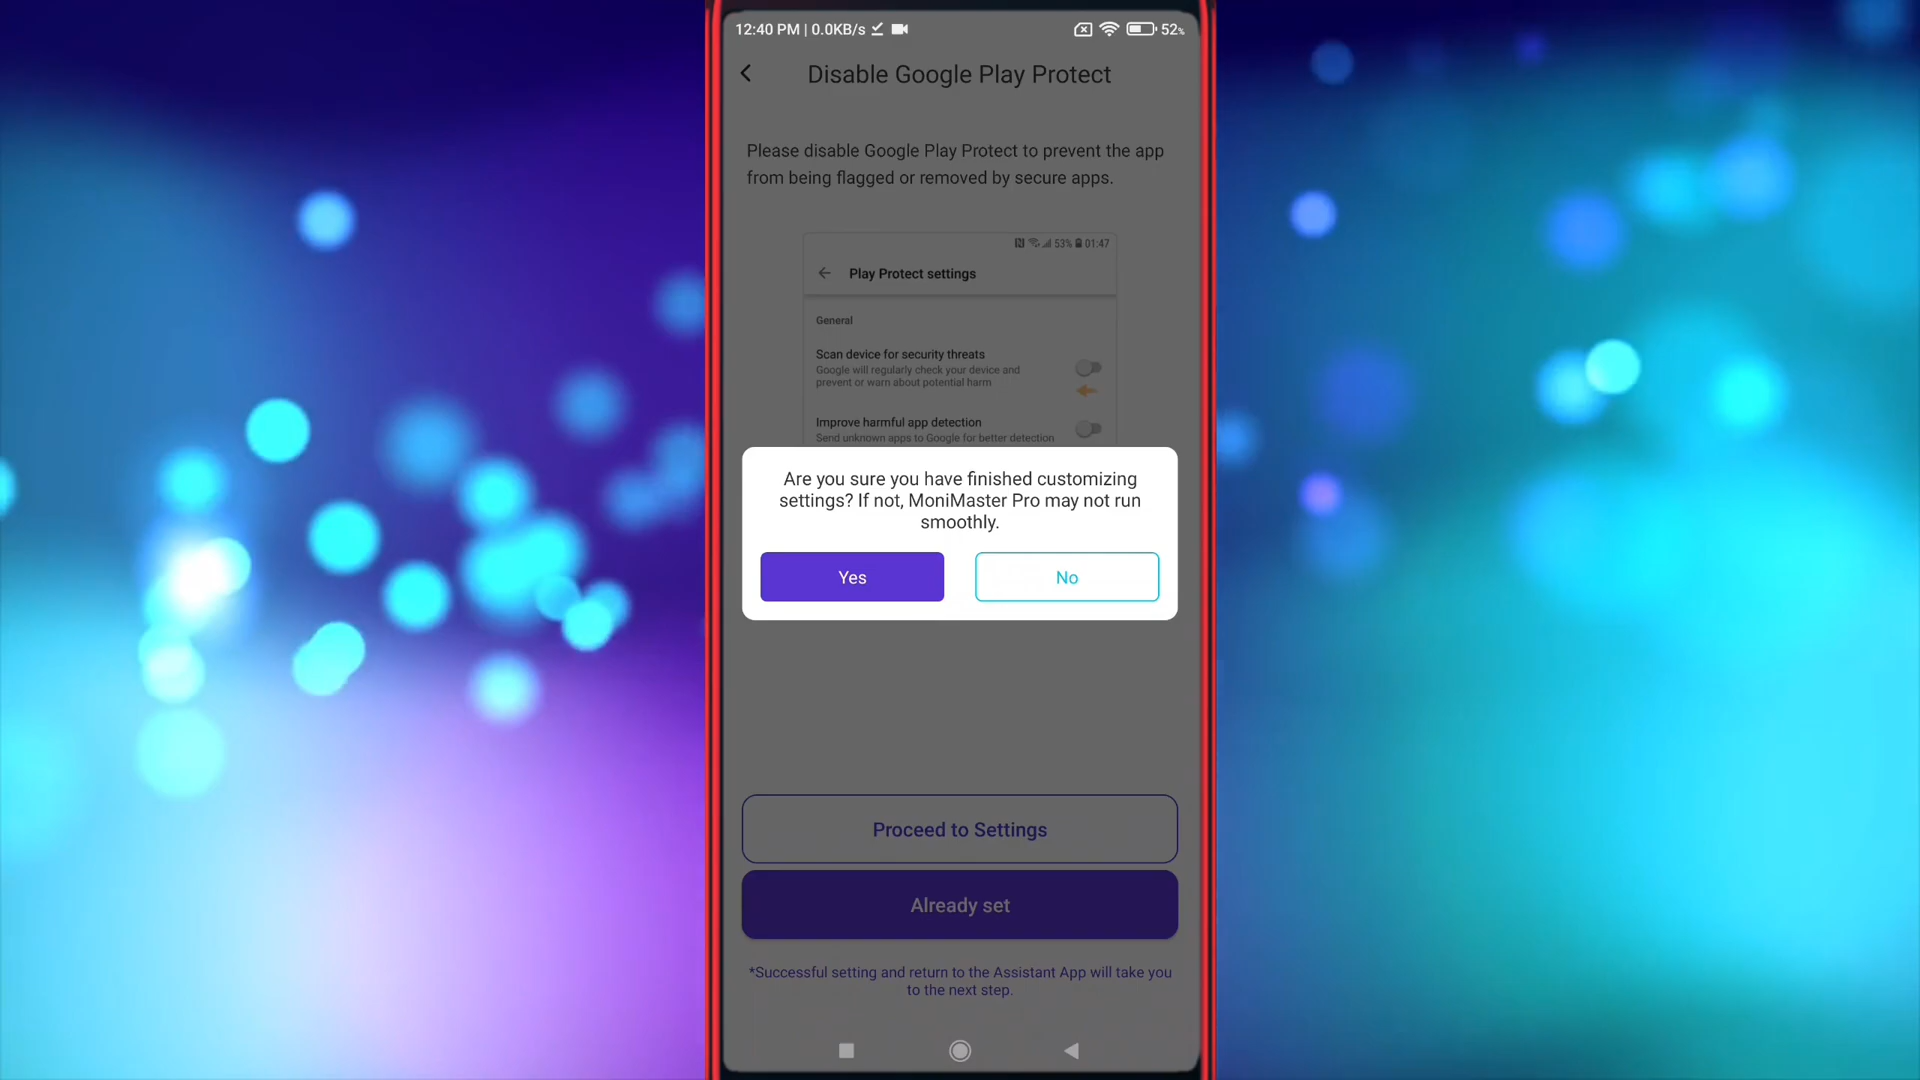 12:40 PM | 0.0KB/s 52%
Disable Google Play Protect
Please disable Google Play Protect to prevent the app
from being flagged or removed by secure apps.
53% 01:47
Play Protect settings
General
Scan device for security threats
Google will regularly check your device and
prevent or warn about potential harm
Improve harmful app detection
Send unknown apps to Google for better detection
Are you sure you have finished customizing
settings? If not, MoniMaster Pro may not run
smoothly.
Yes
No
Proceed to Settings
Already set
*Successful setting and return to the Assistant App will take you
to the next step.